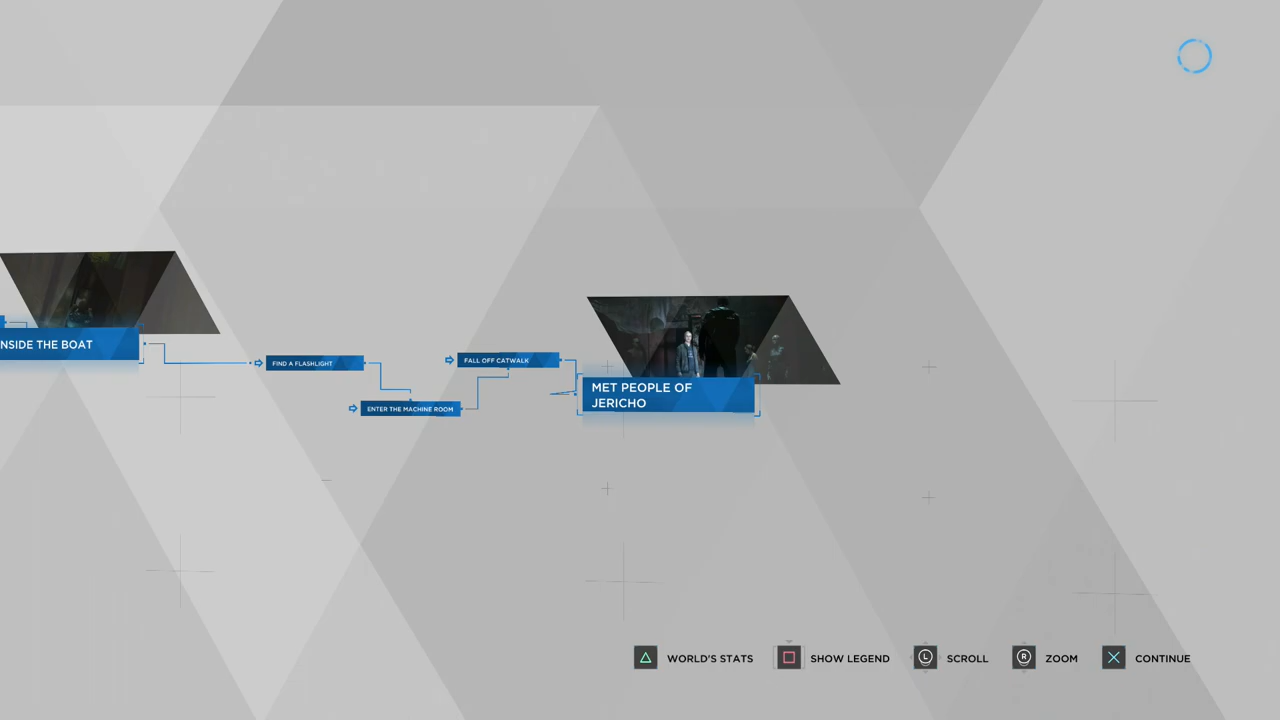 NSIDE THE BOAT
FIND A FLASHLIGHT
ENTER THE MACHINE ROOM
FALL OFF CATWALK
MET PEOPLE OF
JERICHO
WORLD'S STATS
SHOW LEGEND
L
SCROLL
R
ZOOM
CONTINUE